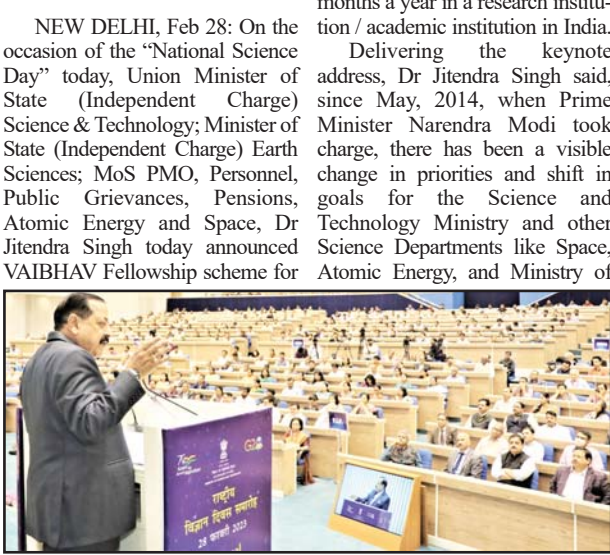 NEW DELHI, Feb 28: On the
occasion of the “National Science
Day” today, Union Minister of
State (Independent Charge)
Science & Technology; Minister of
State (Independent Charge) Earth
Sciences; MoS PMO, Personnel,
Public Grievances, Pensions,
Atomic Energy and Space, Dr
Jitendra Singh today announced
VAIBHAV Fellowship scheme for
months a year in a research institu-
tion / academic institution in India.
Delivering the keynote
address, Dr Jitendra Singh said,
since May, 2014, when Prime
Minister Narendra Modi took
charge, there has been a visible
change in priorities and shift in
goals for the Science and
Technology Ministry and other
Science Departments like Space,
Atomic Energy, and Ministry of
राष्ट्रीय
विज्ञान दिवस समारोह
28 फरवरी 2023